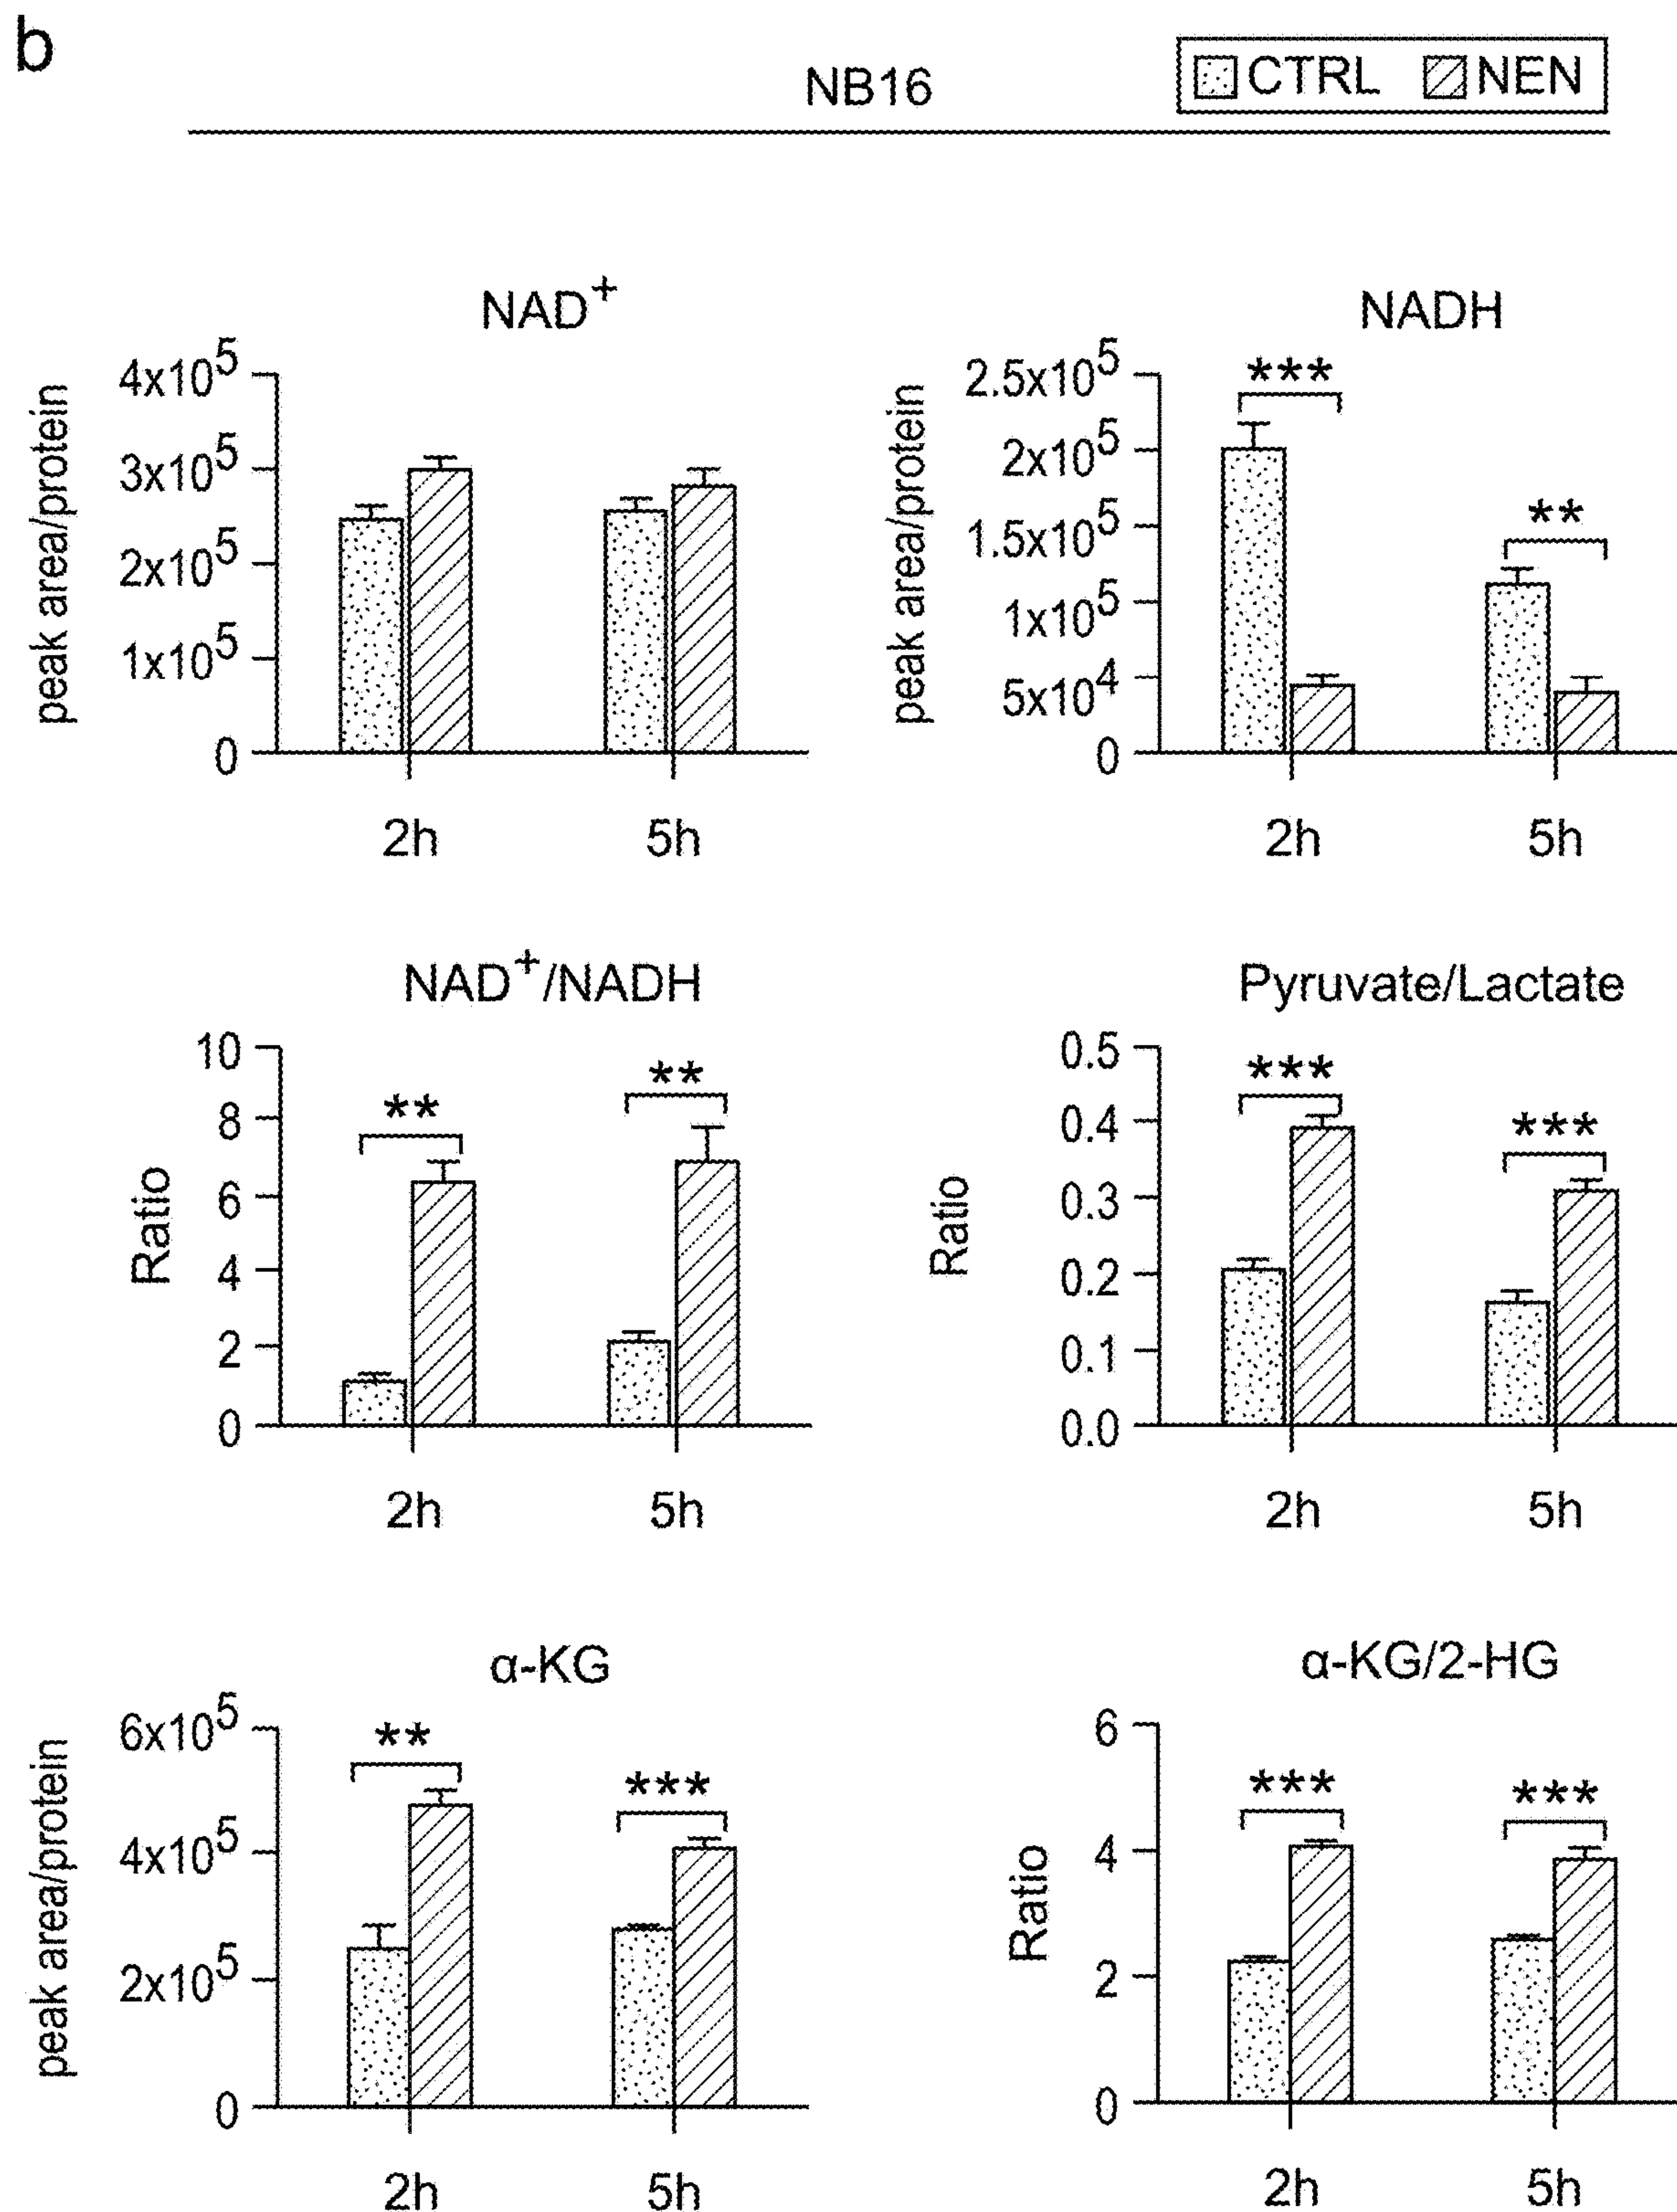 b
NB16
CTRL NEN
NAD⁺
peak area/protein
4x10⁵
3x10⁵
2x10⁵
1x10⁵
0
2h 5h
NADH
peak area/protein
2.5x10⁵
2x10⁵
1.5x10⁵
1x10⁵
5x10⁴
0
***
**
2h 5h
NAD⁺/NADH
Ratio
10
8
6
4
2
0
**
**
2h 5h
Pyruvate/Lactate
Ratio
0.5
0.4
0.3
0.2
0.1
0.0
***
***
2h 5h
α-KG
peak area/protein
6x10⁵
4x10⁵
2x10⁵
0
**
***
2h 5h
α-KG/2-HG
Ratio
6
4
2
0
***
***
2h 5h